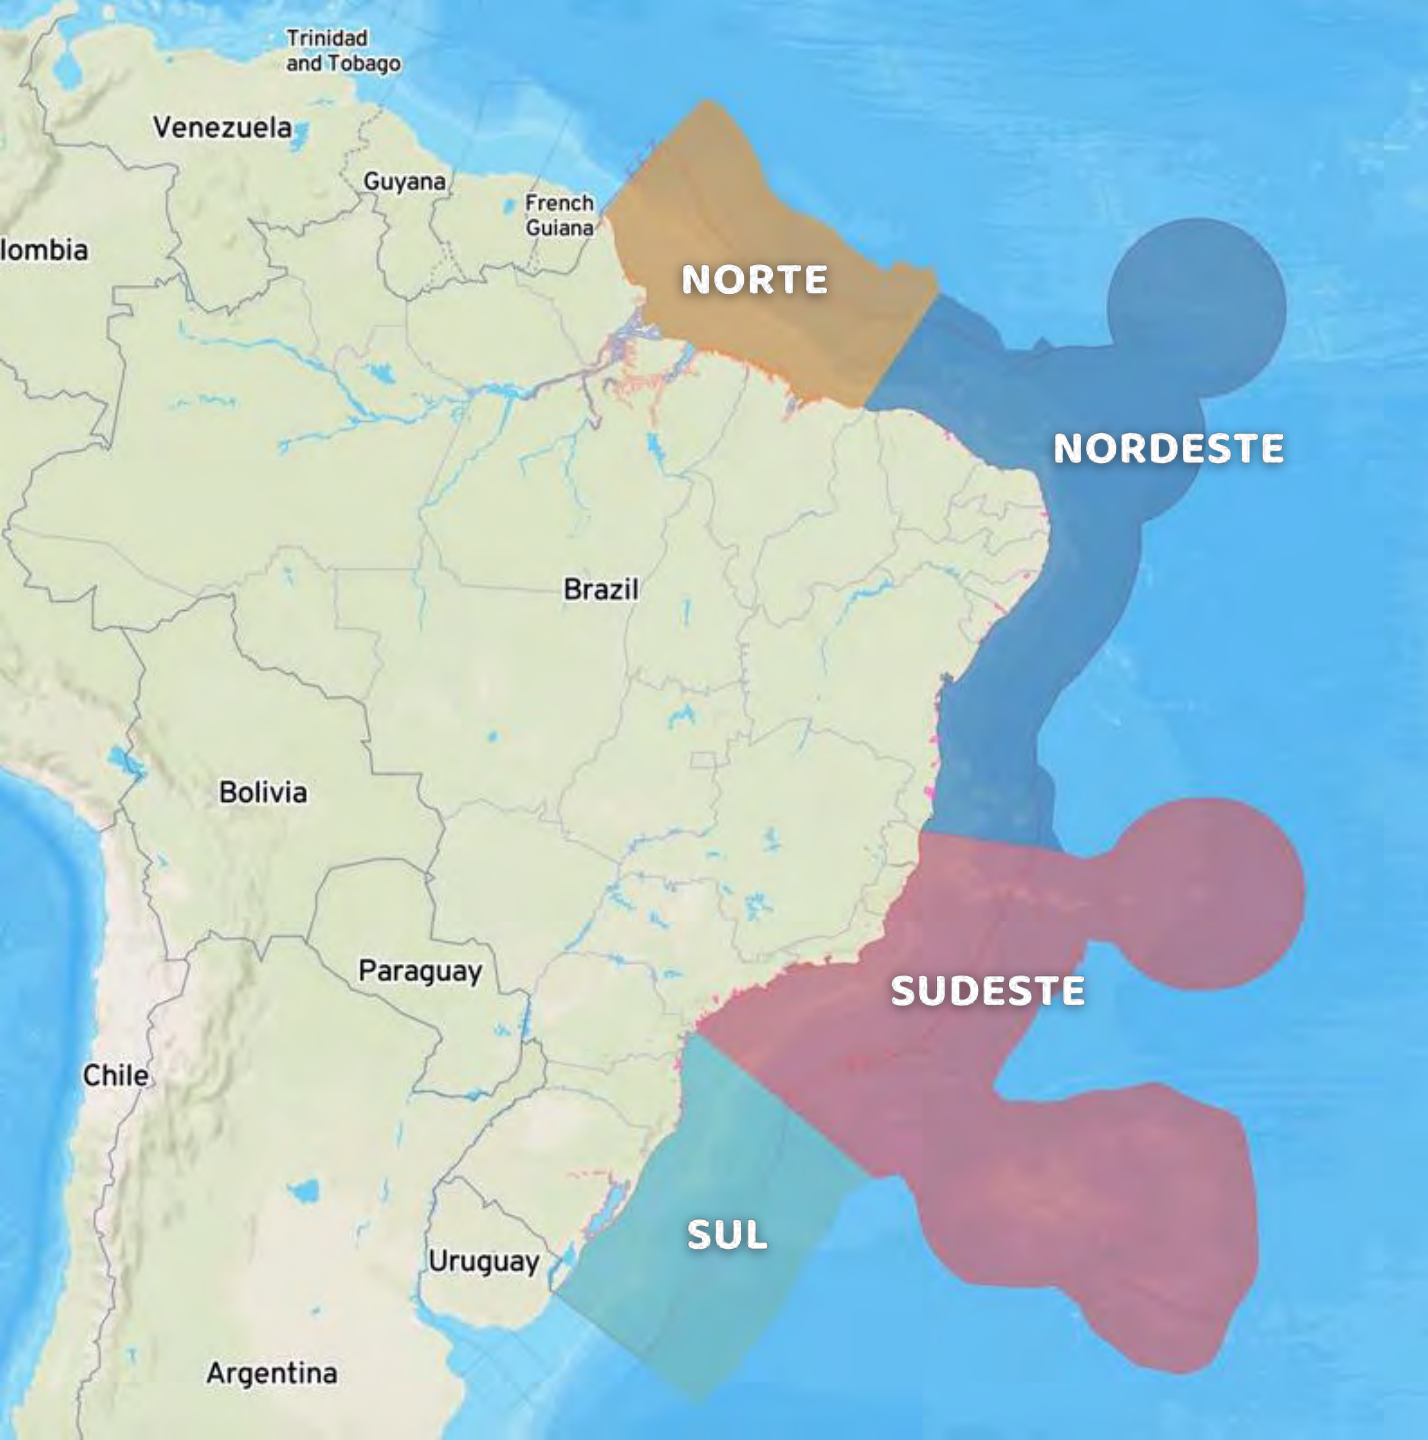 Trinidad
and Tobago
Venezuela
Guyana
French
Guiana
lombia
NORTE
NORDESTE
Brazil
Bolivia
Paraguay
SUDESTE
Chile
SUL
Uruguay
Argentina